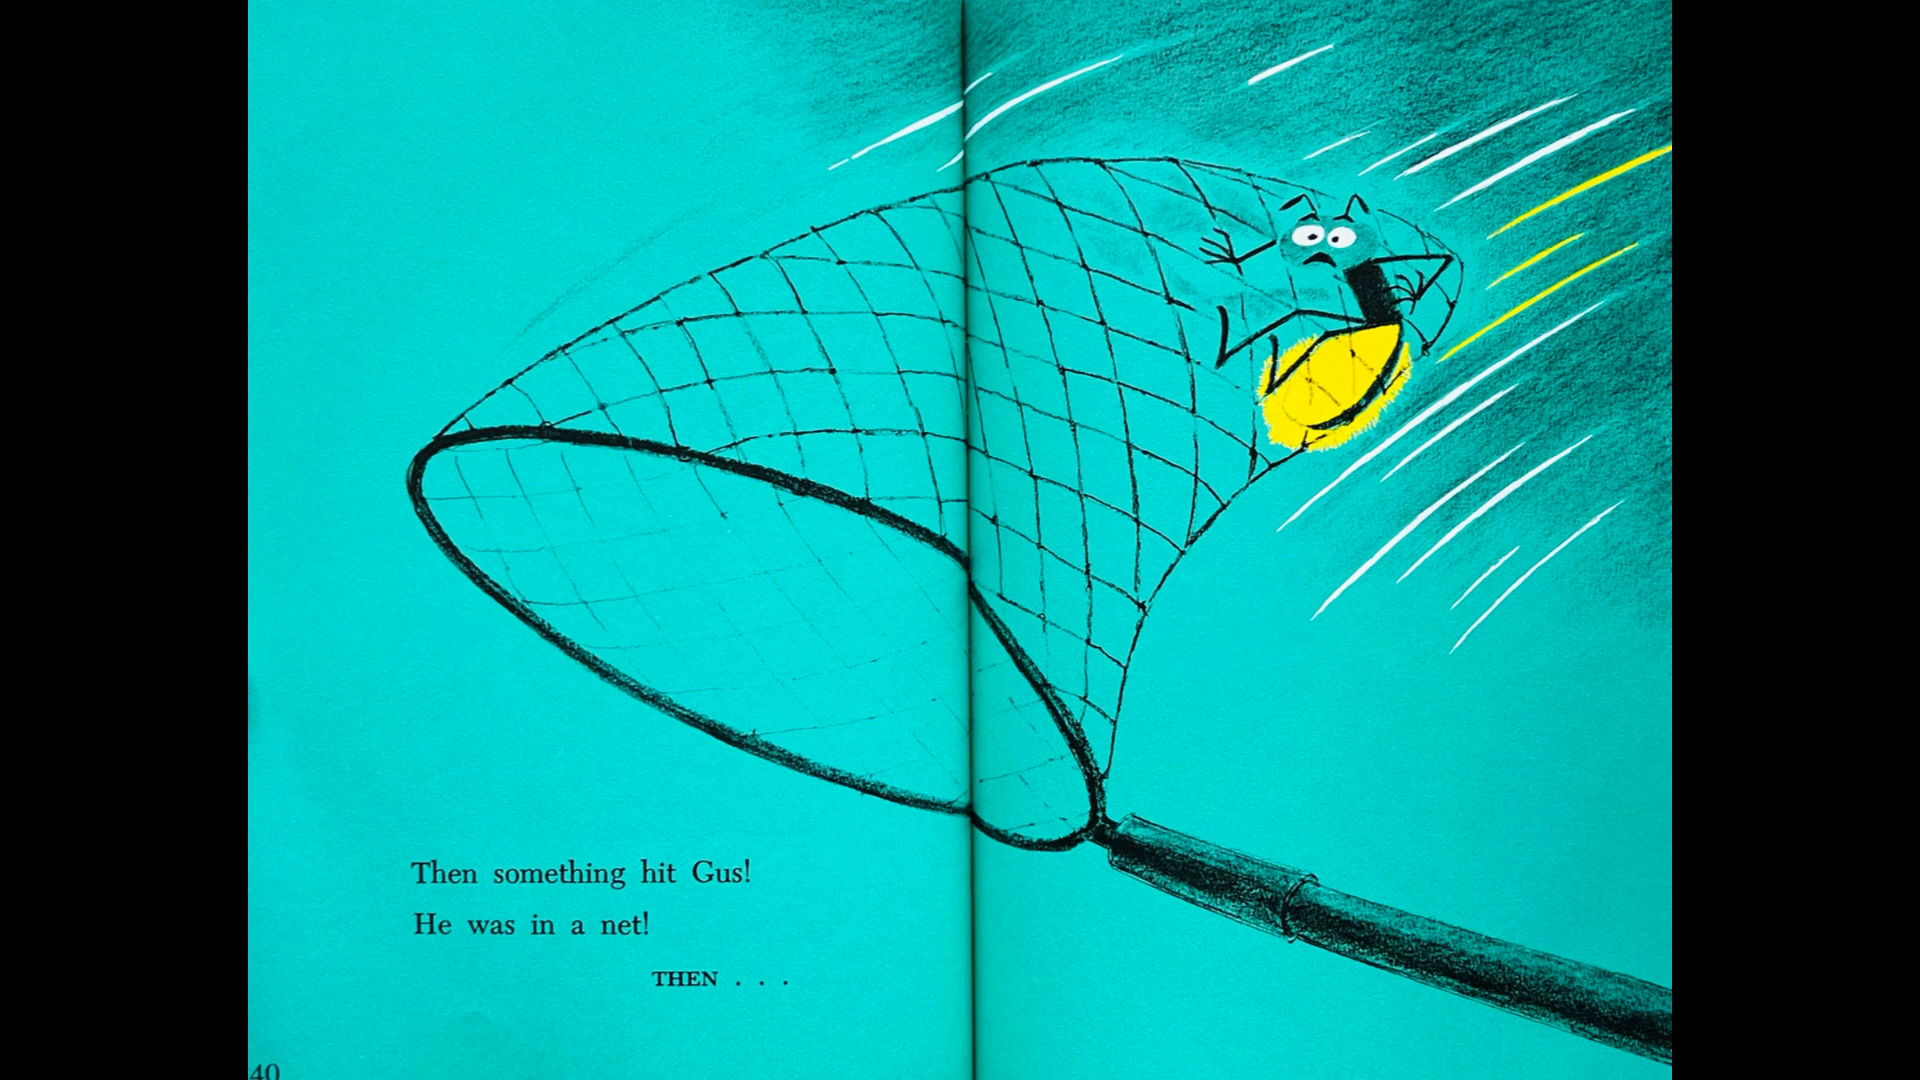 Then something hit Gus!
He was in a net!
THEN . . .
40